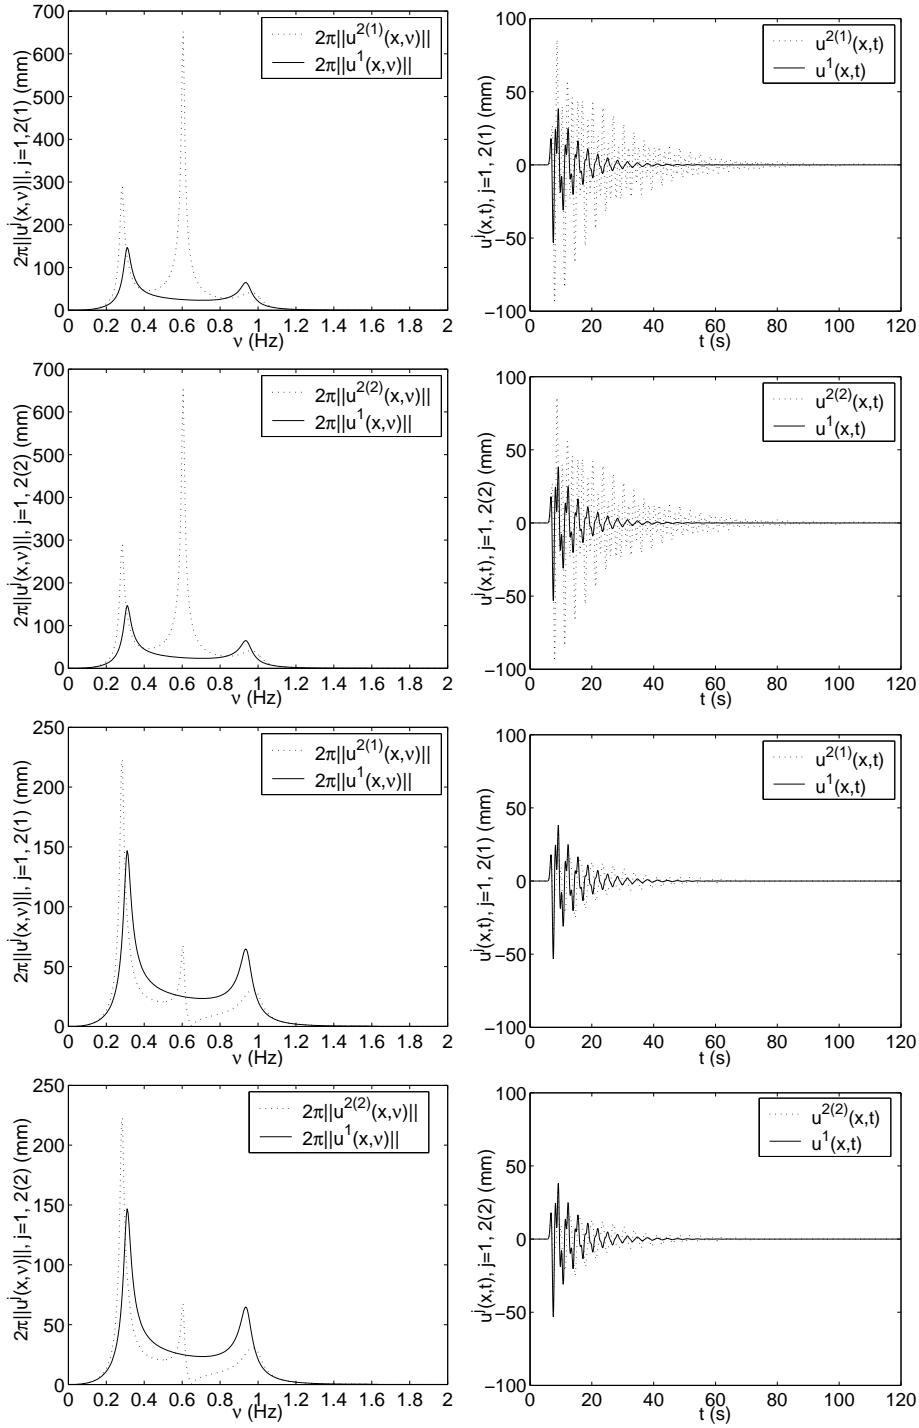 700
600
500
400
300
200
100
0
2π||u^j(x,ν)||, j=1,2(1) (mm)
2π||u^{2(1)}(x,ν)||
2π||u^1(x,ν)||
0 0.2 0.4 0.6 0.8 1 1.2 1.4 1.6 1.8 2
ν (Hz)
100
50
0
−50
−100
u^j(x,t), j=1, 2(1) (mm)
u^{2(1)}(x,t)
u^1(x,t)
0 20 40 60 80 100 120
t (s)
700
600
500
400
300
200
100
0
2π||u^j(x,ν)||, j=1, 2(2) (mm)
2π||u^{2(2)}(x,ν)||
2π||u^1(x,ν)||
0 0.2 0.4 0.6 0.8 1 1.2 1.4 1.6 1.8 2
ν (Hz)
100
50
0
−50
−100
u^j(x,t), j=1, 2(2) (mm)
u^{2(2)}(x,t)
u^1(x,t)
0 20 40 60 80 100 120
t (s)
250
200
150
100
50
0
2π||u^j(x,ν)||, j=1, 2(1) (mm)
2π||u^{2(1)}(x,ν)||
2π||u^1(x,ν)||
0 0.2 0.4 0.6 0.8 1 1.2 1.4 1.6 1.8 2
ν (Hz)
100
50
0
−50
−100
u^j(x,t), j=1, 2(1) (mm)
u^{2(1)}(x,t)
u^1(x,t)
0 20 40 60 80 100 120
t (s)
250
200
150
100
50
0
2π||u^j(x,ν)||, j=1, 2(2) (mm)
2π||u^{2(2)}(x,ν)||
2π||u^1(x,ν)||
0 0.2 0.4 0.6 0.8 1 1.2 1.4 1.6 1.8 2
ν (Hz)
100
50
0
−50
−100
u^j(x,t), j=1, 2(2) (mm)
u^{2(2)}(x,t)
u^1(x,t)
0 20 40 60 80 100 120
t (s)